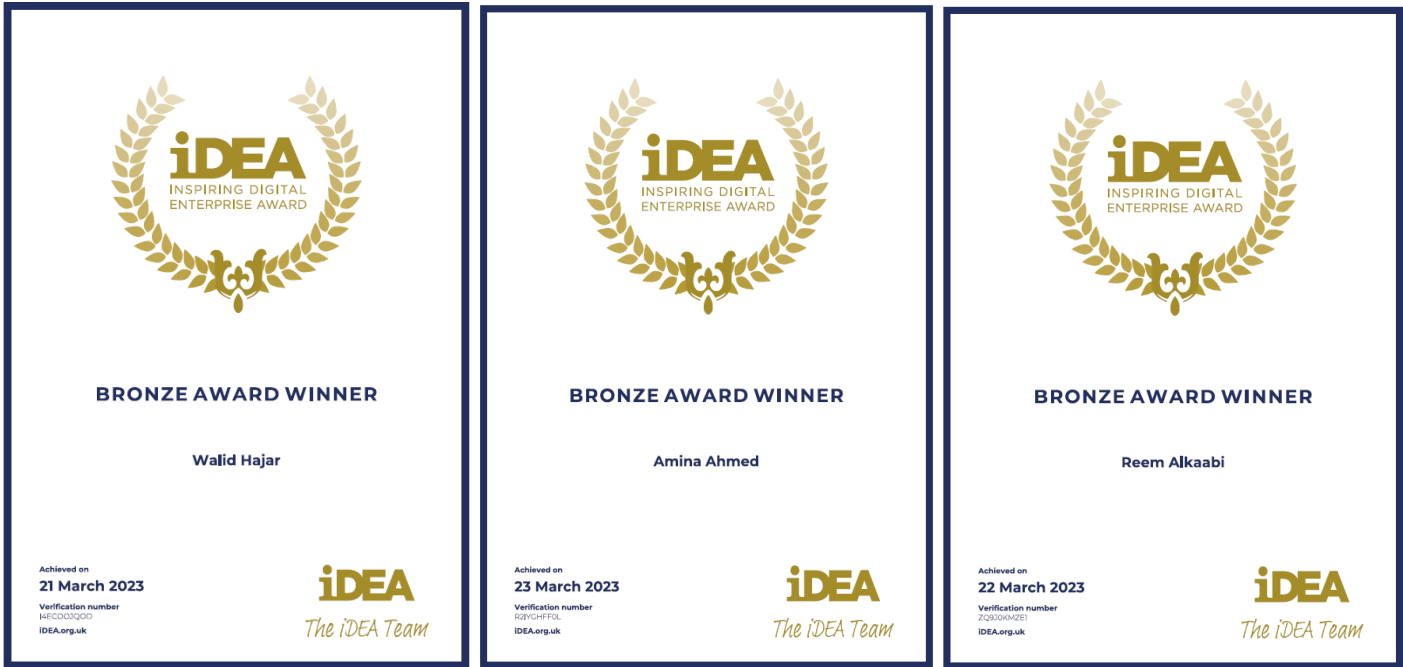 iDEA
INSPIRING DIGITAL
ENTERPRISE AWARD
BRONZE AWARD WINNER
Walid Hajar
Achieved on
21 March 2023
Verification number
iDEA.org.uk
iDEA
The iDEA Team
iDEA
INSPIRING DIGITAL
ENTERPRISE AWARD
BRONZE AWARD WINNER
Amina Ahmed
Achieved on
23 March 2023
Verification number
iDEA.org.uk
iDEA
The iDEA Team
iDEA
INSPIRING DIGITAL
ENTERPRISE AWARD
BRONZE AWARD WINNER
Reem Alkaabi
Achieved on
22 March 2023
Verification number
iDEA.org.uk
iDEA
The iDEA Team